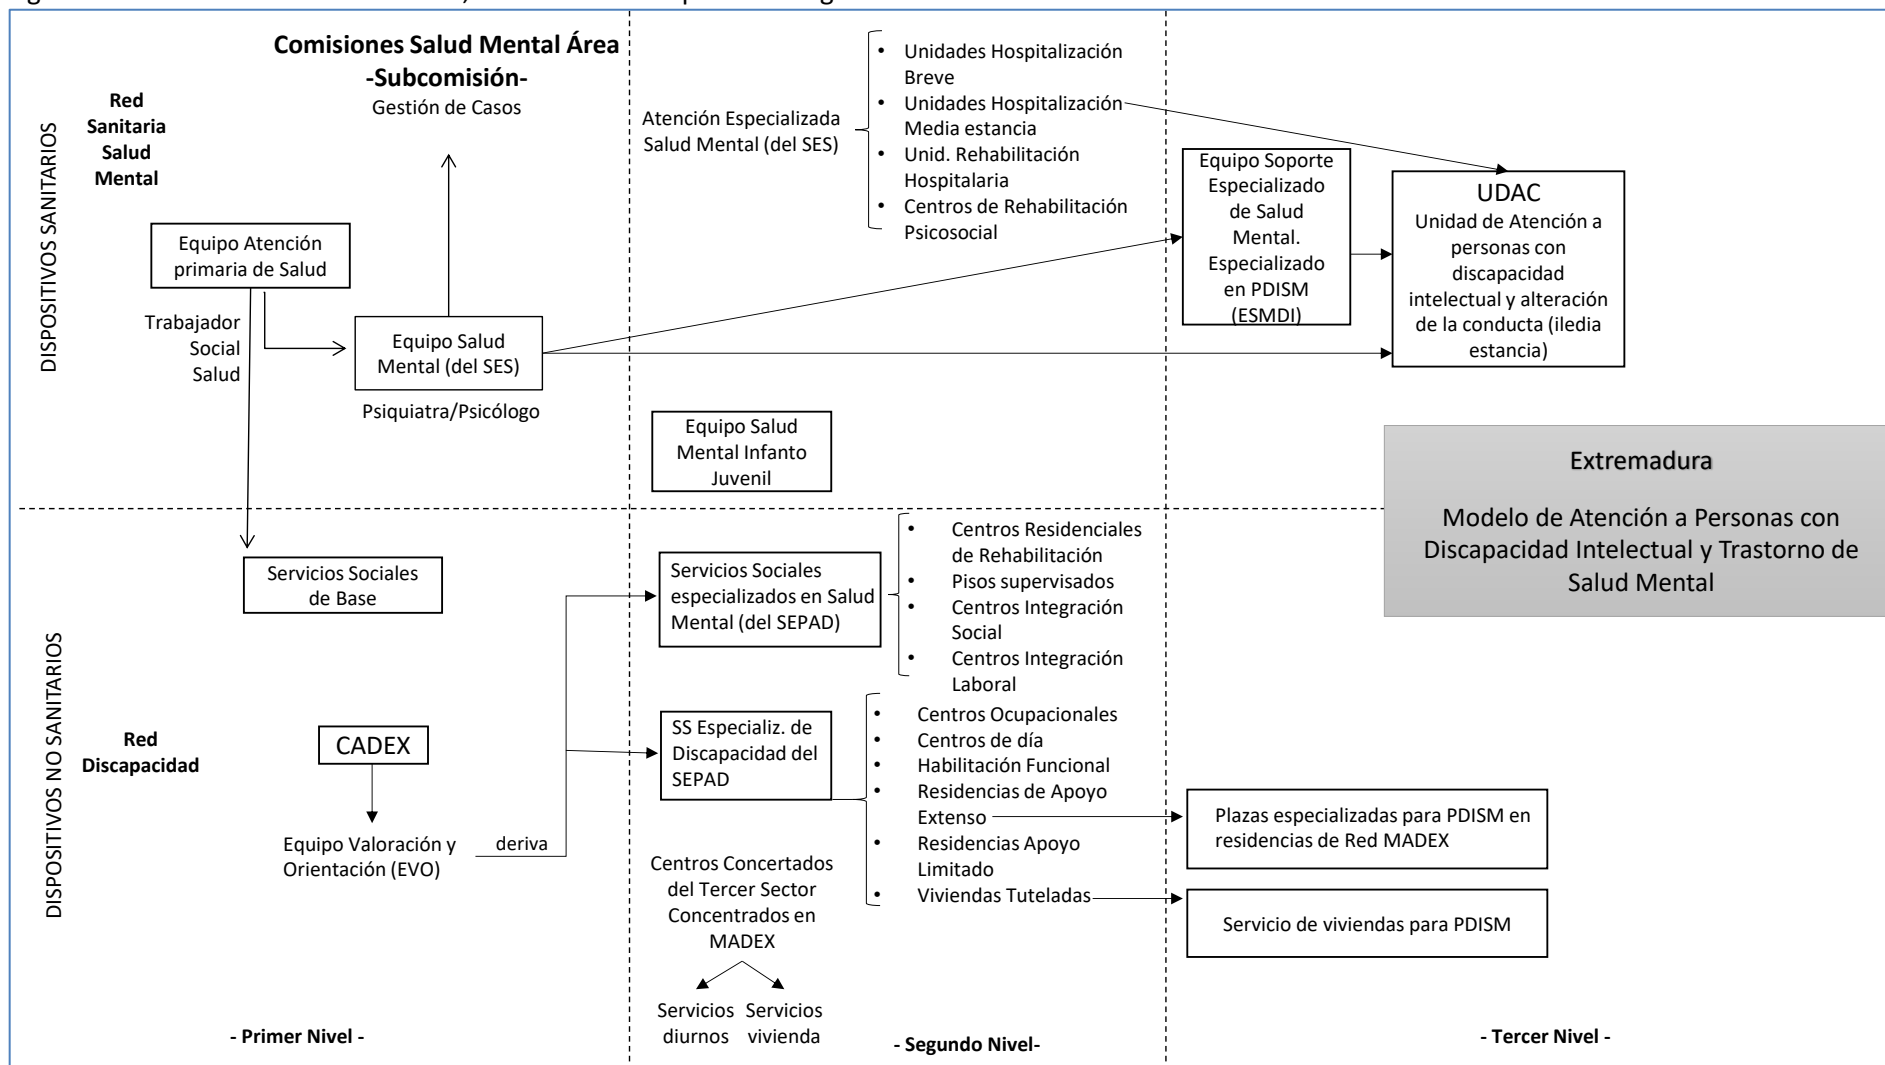 Comisiones Salud Mental Área
-Subcomisión-
Gestión de Casos
Red
Sanitaria
Salud
Mental
DISPOSITIVOS SANITARIOS
Equipo Atención
primaria de Salud
Trabajador
Social
Salud
Equipo Salud
Mental (del SES)
Psiquiatra/Psicólogo
Atención Especializada
Salud Mental (del SES)
• Unidades Hospitalización
Breve
• Unidades Hospitalización
Media estancia
• Unid. Rehabilitación
Hospitalaria
• Centros de Rehabilitación
Psicosocial
Equipo Soporte
Especializado
de Salud
Mental.
Especializado
en PDISM
(ESMDI)
UDAC
Unidad de Atención a
personas con
discapacidad
intelectual y alteración
de la conducta (iledia
estancia)
Equipo Salud
Mental Infanto
Juvenil
Extremadura
Modelo de Atención a Personas con
Discapacidad Intelectual y Trastorno de
Salud Mental
DISPOSITIVOS NO SANITARIOS
Red
Discapacidad
Servicios Sociales
de Base
CADEX
Equipo Valoración y
Orientación (EVO)
deriva
Servicios Sociales
especializados en Salud
Mental (del SEPAD)
• Centros Residenciales
de Rehabilitación
• Pisos supervisados
• Centros Integración
Social
• Centros Integración
Laboral
SS Especializ. de
Discapacidad del
SEPAD
• Centros Ocupacionales
• Centros de día
• Habilitación Funcional
• Residencias de Apoyo
Extenso
• Residencias Apoyo
Limitado
• Viviendas Tuteladas
Centros Concertados
del Tercer Sector
Concentrados en
MADEX
Servicios
diurnos
Servicios
vivienda
Plazas especializadas para PDISM en
residencias de Red MADEX
Servicio de viviendas para PDISM
- Primer Nivel -
- Segundo Nivel-
- Tercer Nivel -